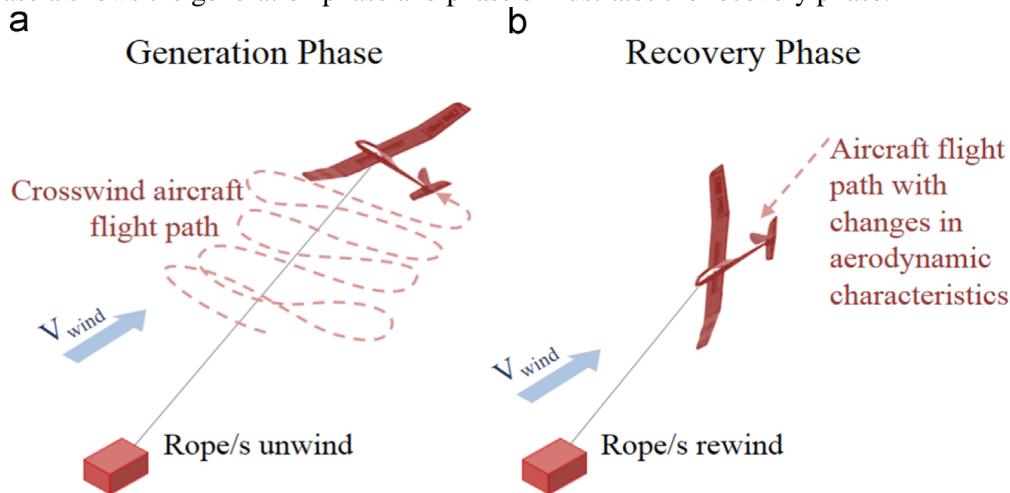 a
Generation Phase
Crosswind aircraft
flight path
V wind
Rope/s unwind
b
Recovery Phase
Aircraft flight
path with
changes in
aerodynamic
characteristics
V wind
Rope/s rewind